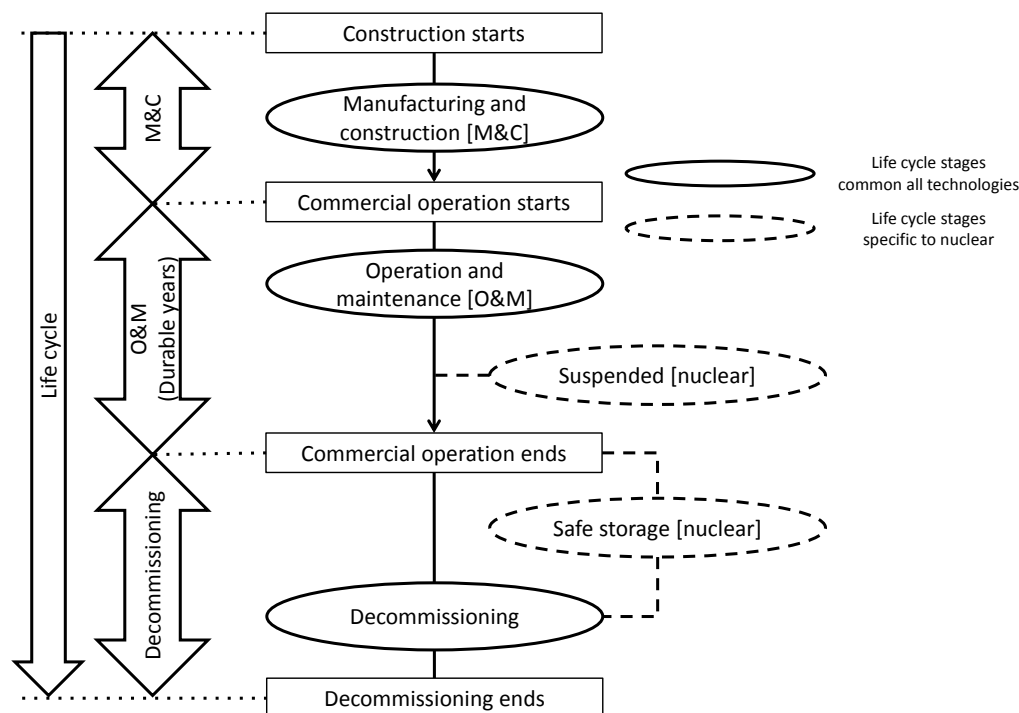 Construction starts
Manufacturing and
construction [M&C]
Commercial operation starts
Operation and
maintenance [O&M]
Suspended [nuclear]
Commercial operation ends
Safe storage [nuclear]
Decommissioning
Decommissioning ends
Life cycle
M&C
O&M
(Durable years)
Decommissioning
Life cycle stages
common all technologies
Life cycle stages
specific to nuclear